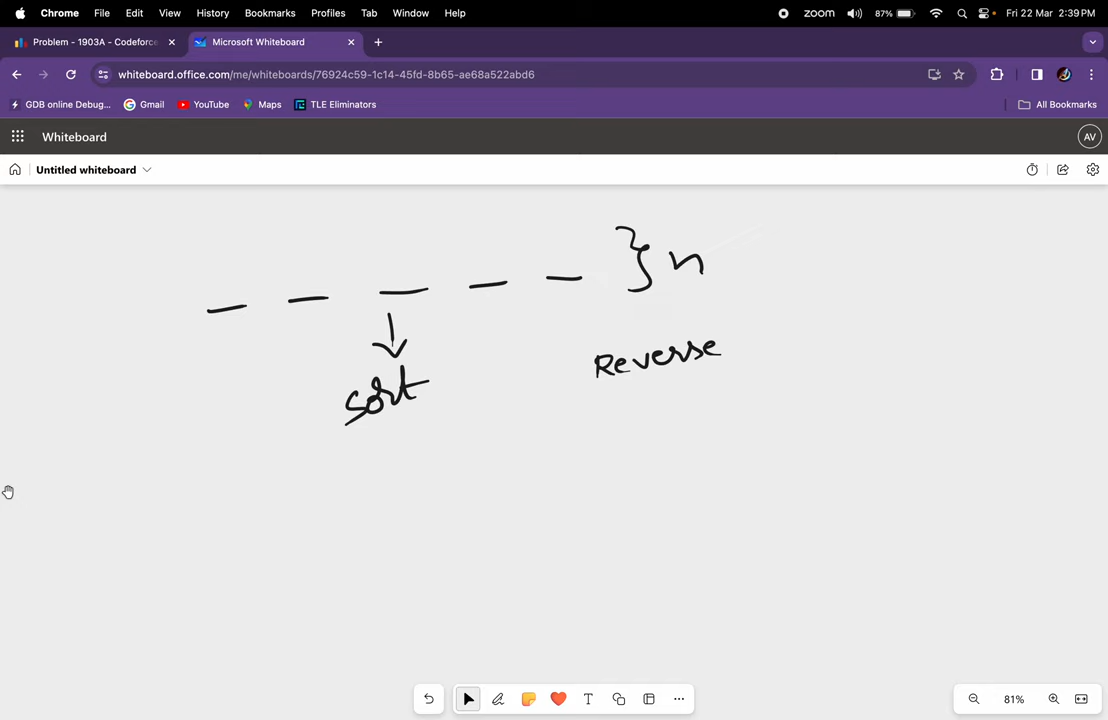 Chrome File Edit View History Bookmarks Profiles Tab Window Help zoom 87% Fri 22 Mar 2:39 PM
Problem - 1903A - Codeforce Microsoft Whiteboard
whiteboard.office.com/me/whiteboards/76924c59-1c14-45fd-8b65-ae68a522abd6
GDB online Debug... Gmail YouTube Maps TLE Eliminators All Bookmarks
Whiteboard AV
Untitled whiteboard
} n
Reverse
sort
81%